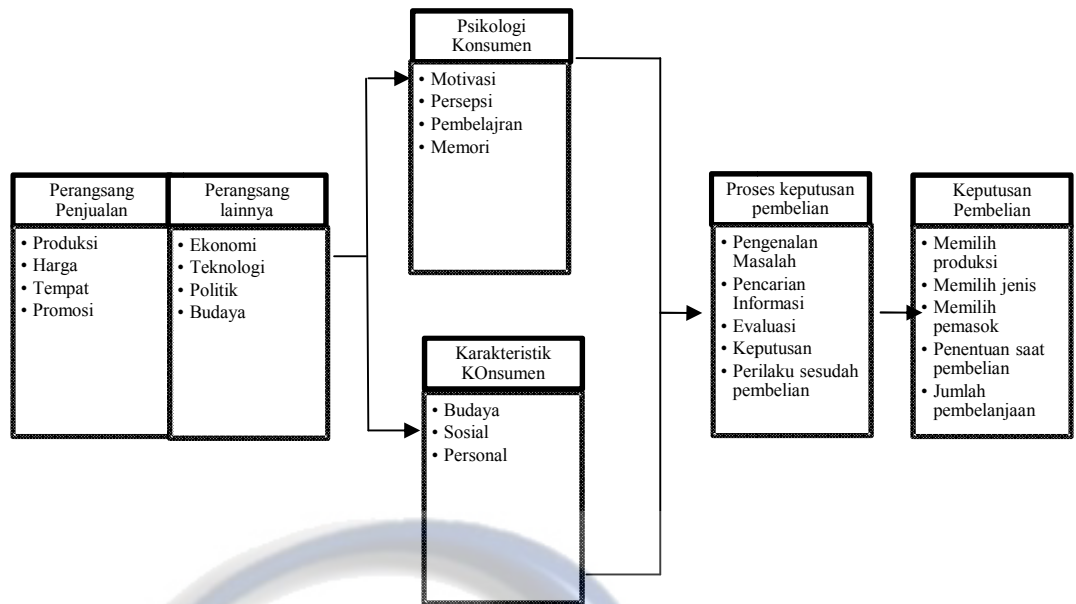 Psikologi
Konsumen
• Motivasi
• Persepsi
• Pembelajran
• Memori
Perangsang
Penjualan
• Produksi
• Harga
• Tempat
• Promosi
Perangsang
lainnya
• Ekonomi
• Teknologi
• Politik
• Budaya
Karakteristik
KOnsumen
• Budaya
• Sosial
• Personal
Proses keputusan
pembelian
• Pengenalan
Masalah
• Pencarian
Informasi
• Evaluasi
• Keputusan
• Perilaku sesudah
pembelian
Keputusan
Pembelian
• Memilih
produksi
• Memilih jenis
• Memilih
pemasok
• Penentuan saat
pembelian
• Jumlah
pembelanjaan